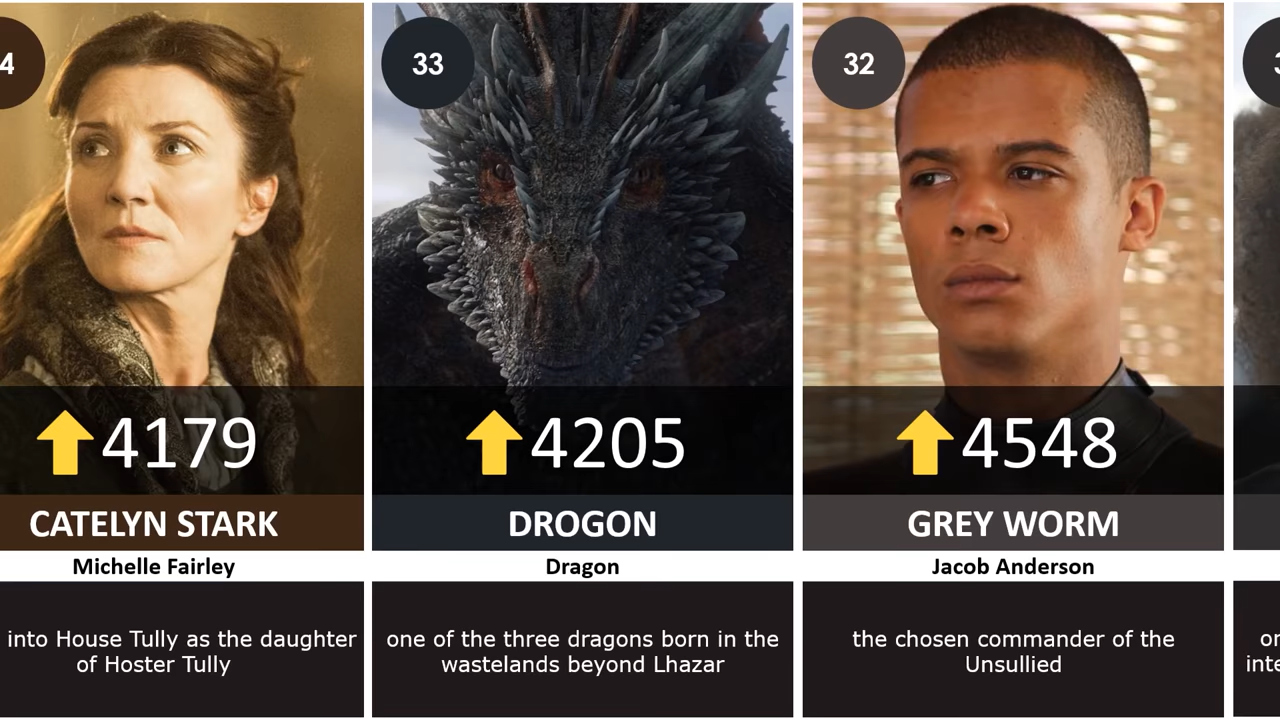 4
4179
CATELYN STARK
Michelle Fairley
into House Tully as the daughter
of Hoster Tully
33
4205
DROGON
Dragon
one of the three dragons born in the
wastelands beyond Lhazar
32
4548
GREY WORM
Jacob Anderson
the chosen commander of the
Unsullied
3